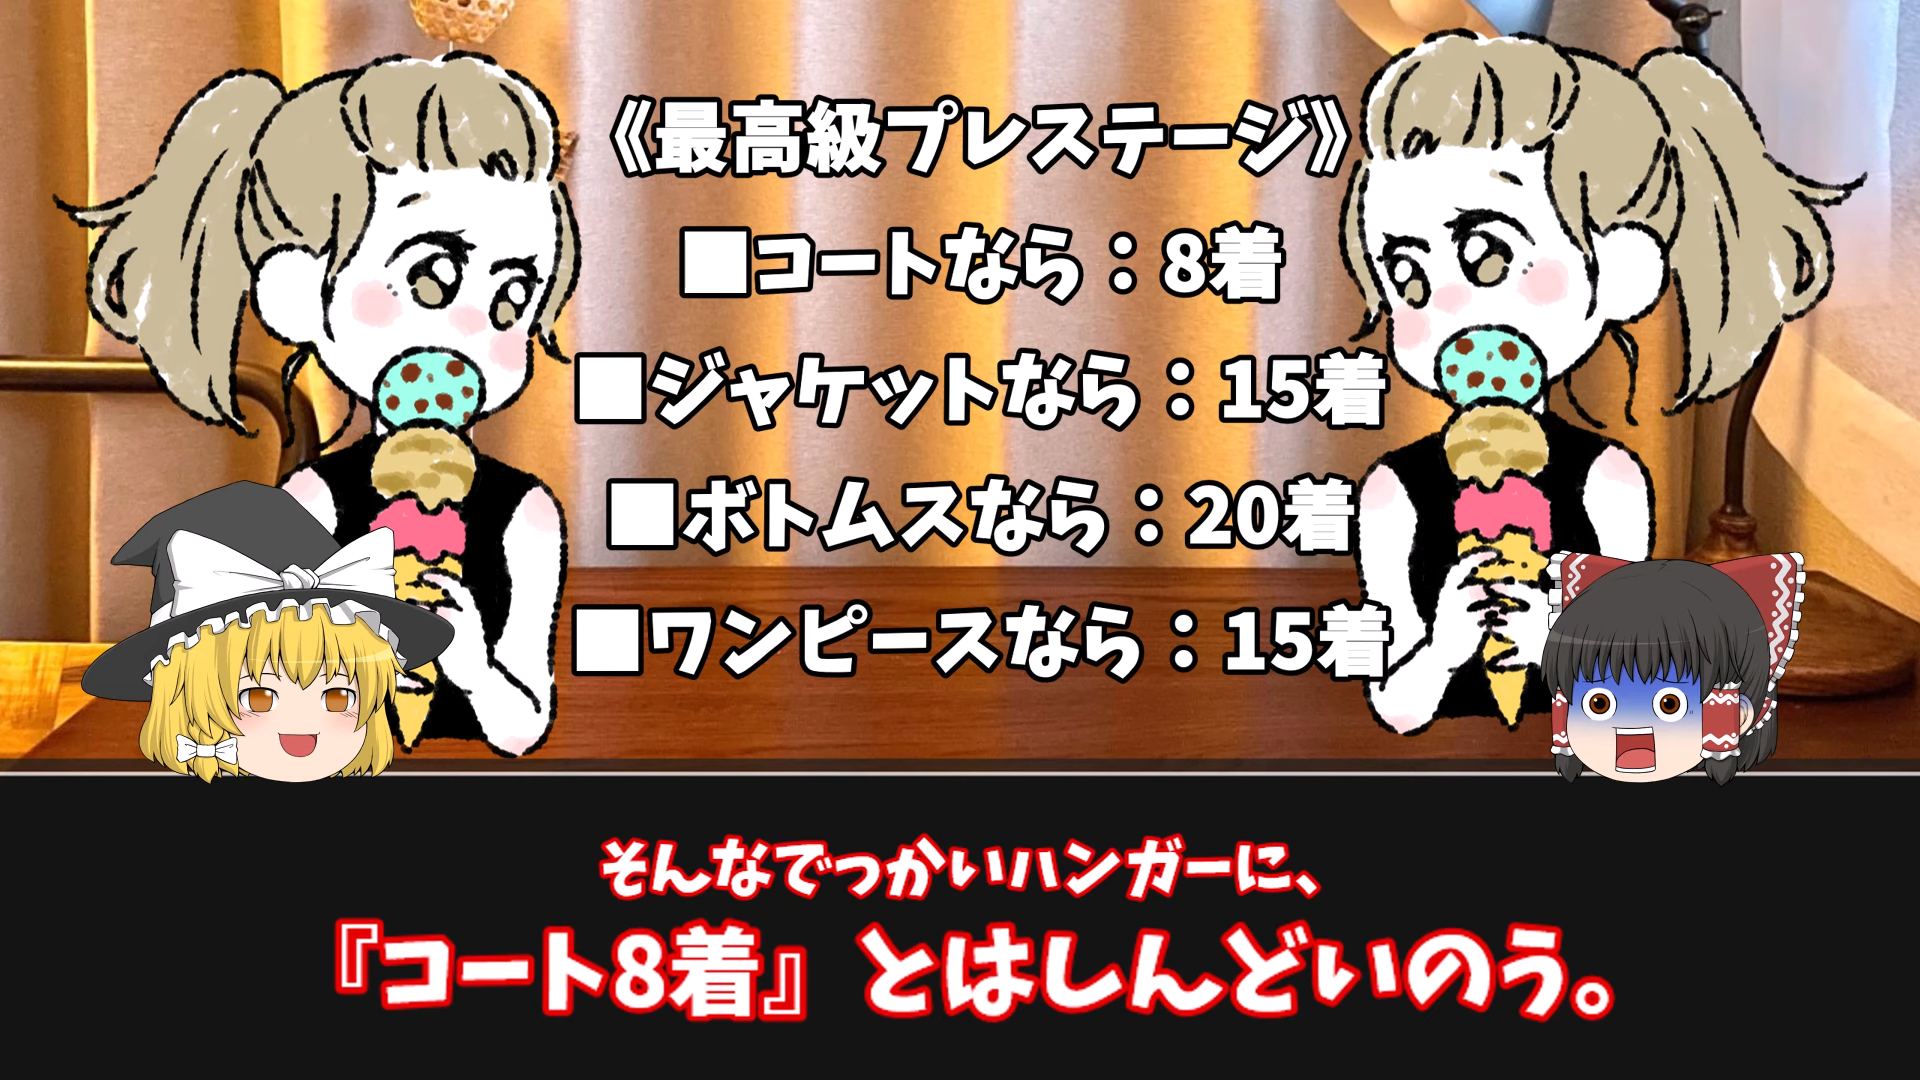 《最高級プレステージ》
■コートなら：8着
■ジャケットなら：15着
■ボトムスなら：20着
■ワンピースなら：15着
そんなでっかいハンガーに、
『コート8着』とはしんどいのう。